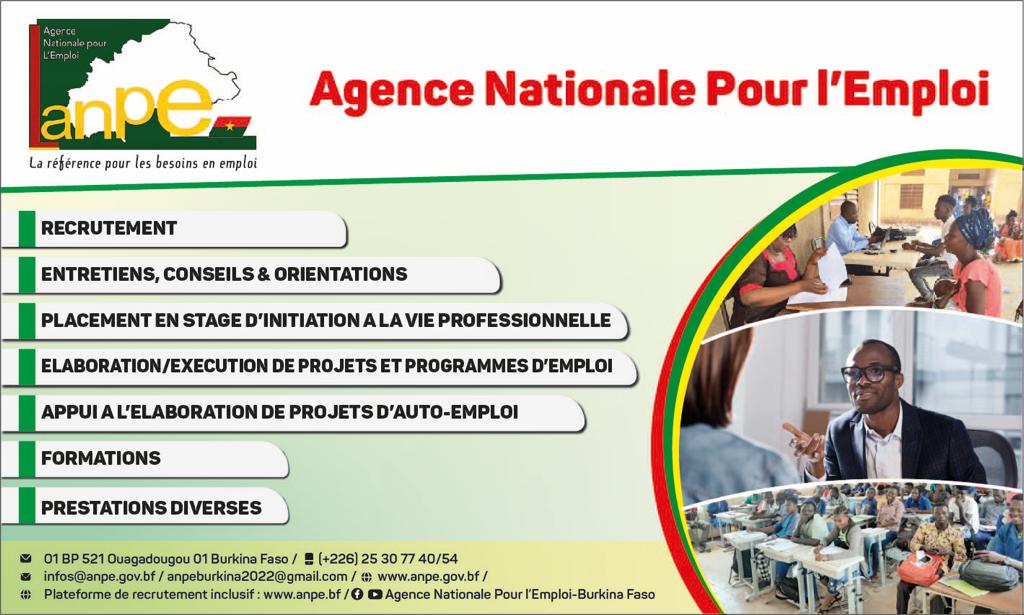 Agence
Nationale pour
L'Emploi
anpe
La référence pour les besoins en emploi
Agence Nationale Pour l'Emploi
RECRUTEMENT
ENTRETIENS, CONSEILS & ORIENTATIONS
PLACEMENT EN STAGE D'INITIATION A LA VIE PROFESSIONNELLE
ELABORATION/EXECUTION DE PROJETS ET PROGRAMMES D'EMPLOI
APPUI A L'ELABORATION DE PROJETS D'AUTO-EMPLOI
FORMATIONS
PRESTATIONS DIVERSES
01 BP 521 Ouagadougou 01 Burkina Faso / (+226) 25 30 77 40/54
infos@anpe.gov.bf / anpeburkina2022@gmail.com / www.anpe.gov.bf /
Plateforme de recrutement inclusif : www.anpe.bf / Agence Nationale Pour l'Emploi-Burkina Faso